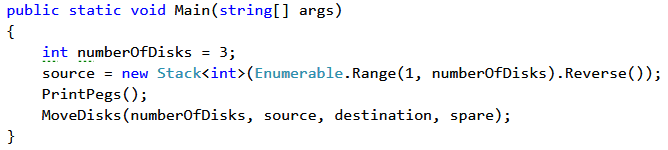 public static void Main(string[] args)
{
    int numberOfDisks = 3;
    source = new Stack<int>(Enumerable.Range(1, numberOfDisks).Reverse());
    PrintPegs();
    MoveDisks(numberOfDisks, source, destination, spare);
}